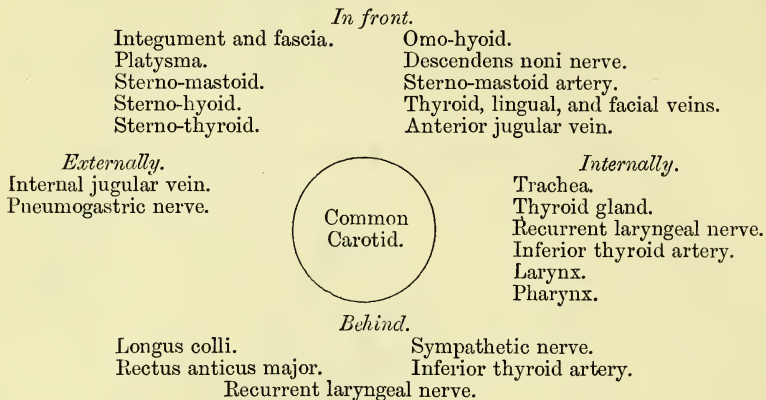 In front.
Integument and fascia. Omo-hyoid.
Platysma. Descendens noni nerve.
Sterno-mastoid. Sterno-mastoid artery.
Sterno-hyoid. Thyroid, lingual, and facial veins.
Sterno-thyroid. Anterior jugular vein.
Externally.
Internal jugular vein.
Pneumogastric nerve.
Common
Carotid.
Internally.
Trachea.
Thyroid gland.
Recurrent laryngeal nerve.
Inferior thyroid artery.
Larynx.
Pharynx.
Behind.
Longus colli. Sympathetic nerve.
Rectus anticus major. Inferior thyroid artery.
Recurrent laryngeal nerve.